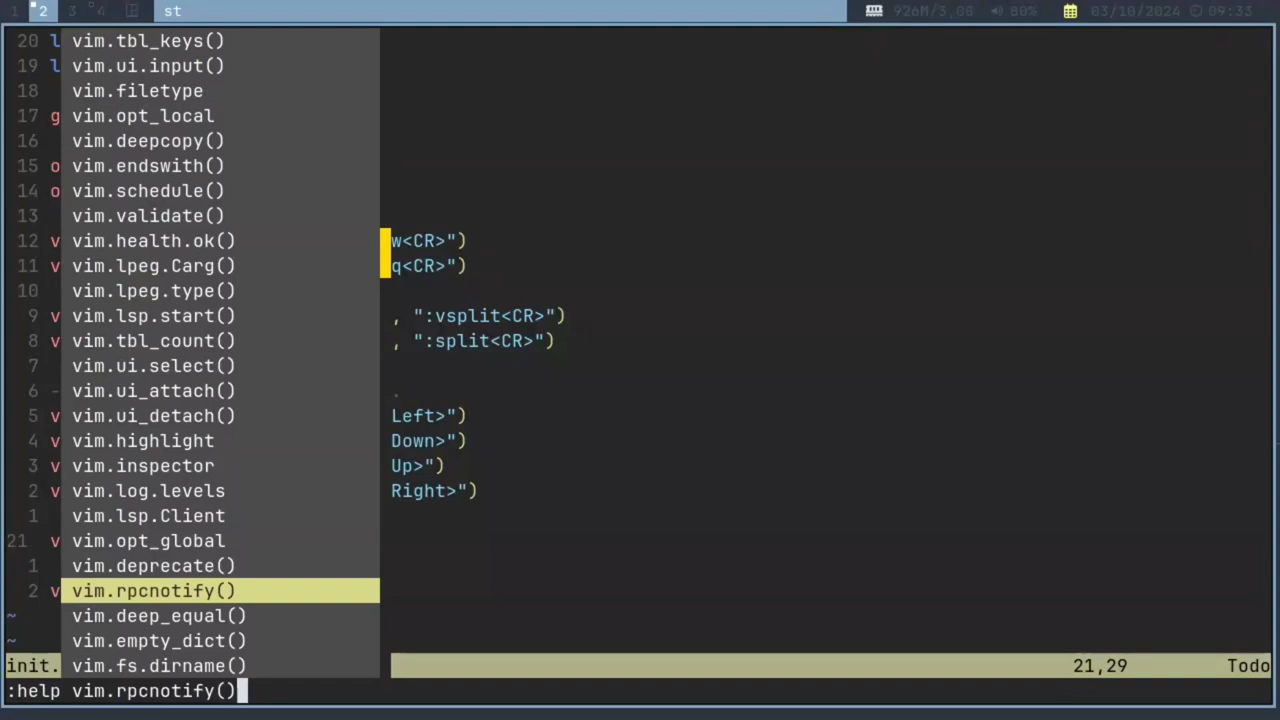 1 2 3 4 st 926M/3,00 80% 03/10/2024 09:33
20 l vim.tbl_keys()
19 l vim.ui.input()
18 vim.filetype
17 g vim.opt_local
16 vim.deepcopy()
15 o vim.endswith()
14 o vim.schedule()
13 vim.validate()
12 v vim.health.ok() w<CR>")
11 v vim.lpeg.Carg() q<CR>")
10 vim.lpeg.type()
9 v vim.lsp.start() , ":vsplit<CR>")
8 v vim.tbl_count() , ":split<CR>")
7 vim.ui.select()
6 - vim.ui_attach() .
5 v vim.ui_detach() Left>")
4 v vim.highlight Down>")
3 v vim.inspector Up>")
2 v vim.log.levels Right>")
1 vim.lsp.Client
21 v vim.opt_global
1 vim.deprecate()
2 v vim.rpcnotify()
~ vim.deep_equal()
~ vim.empty_dict()
init. vim.fs.dirname() 21,29 Todo
:help vim.rpcnotify()